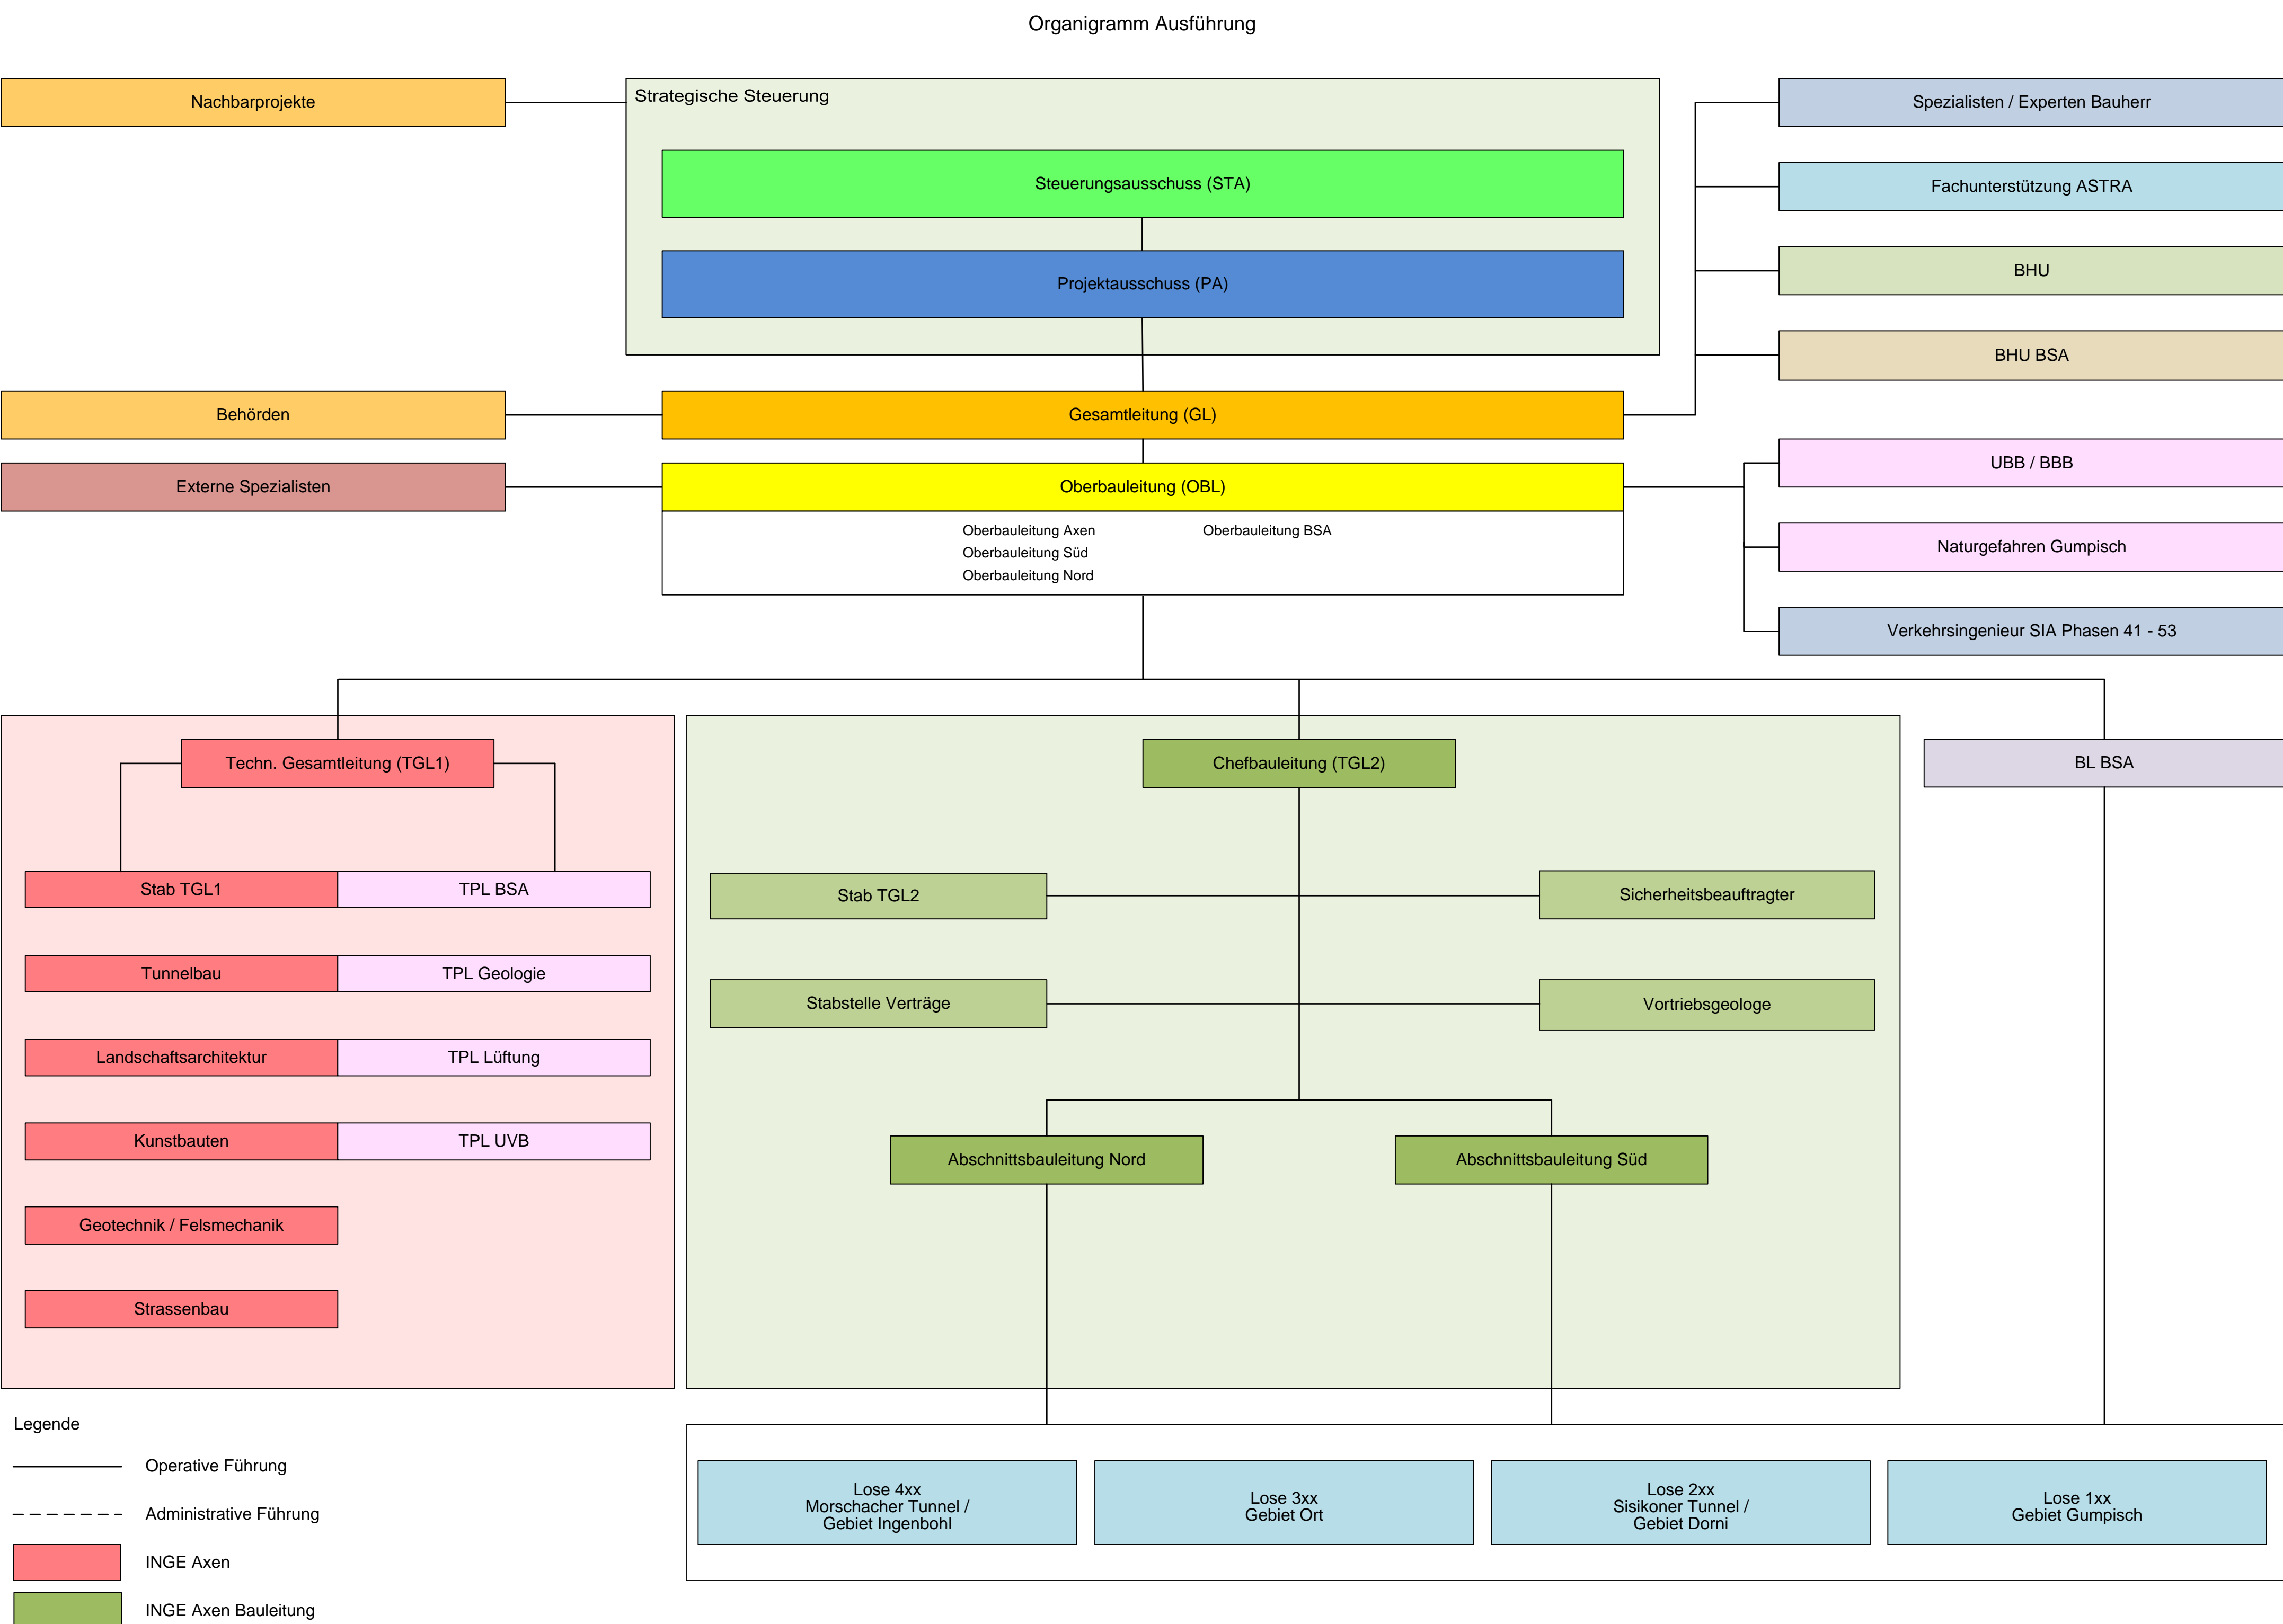 Organigramm Ausführung
Nachbarprojekte
Strategische Steuerung
Spezialisten / Experten Bauherr
Steuerungsausschuss (STA)
Fachunterstützung ASTRA
Projektausschuss (PA)
BHU
BHU BSA
Behörden
Gesamtleitung (GL)
Externe Spezialisten
Oberbauleitung (OBL)
UBB / BBB
Oberbauleitung Axen
Oberbauleitung BSA
Oberbauleitung Süd
Oberbauleitung Nord
Naturgefahren Gumpisch
Verkehrsingenieur SIA Phasen 41 - 53
Techn. Gesamtleitung (TGL1)
Chefbauleitung (TGL2)
BL BSA
Stab TGL1
TPL BSA
Tunnelbau
TPL Geologie
Landschaftsarchitektur
TPL Lüftung
Kunstbauten
TPL UVB
Geotechnik / Felsmechanik
Strassenbau
Stab TGL2
Sicherheitsbeauftragter
Stabstelle Verträge
Vortriebsgeologe
Abschnittsbauleitung Nord
Abschnittsbauleitung Süd
Lose 4xx
Morschacher Tunnel /
Gebiet Ingenbohl
Lose 3xx
Gebiet Ort
Lose 2xx
Sisikoner Tunnel /
Gebiet Dorni
Lose 1xx
Gebiet Gumpisch
Legende
Operative Führung
Administrative Führung
INGE Axen
INGE Axen Bauleitung